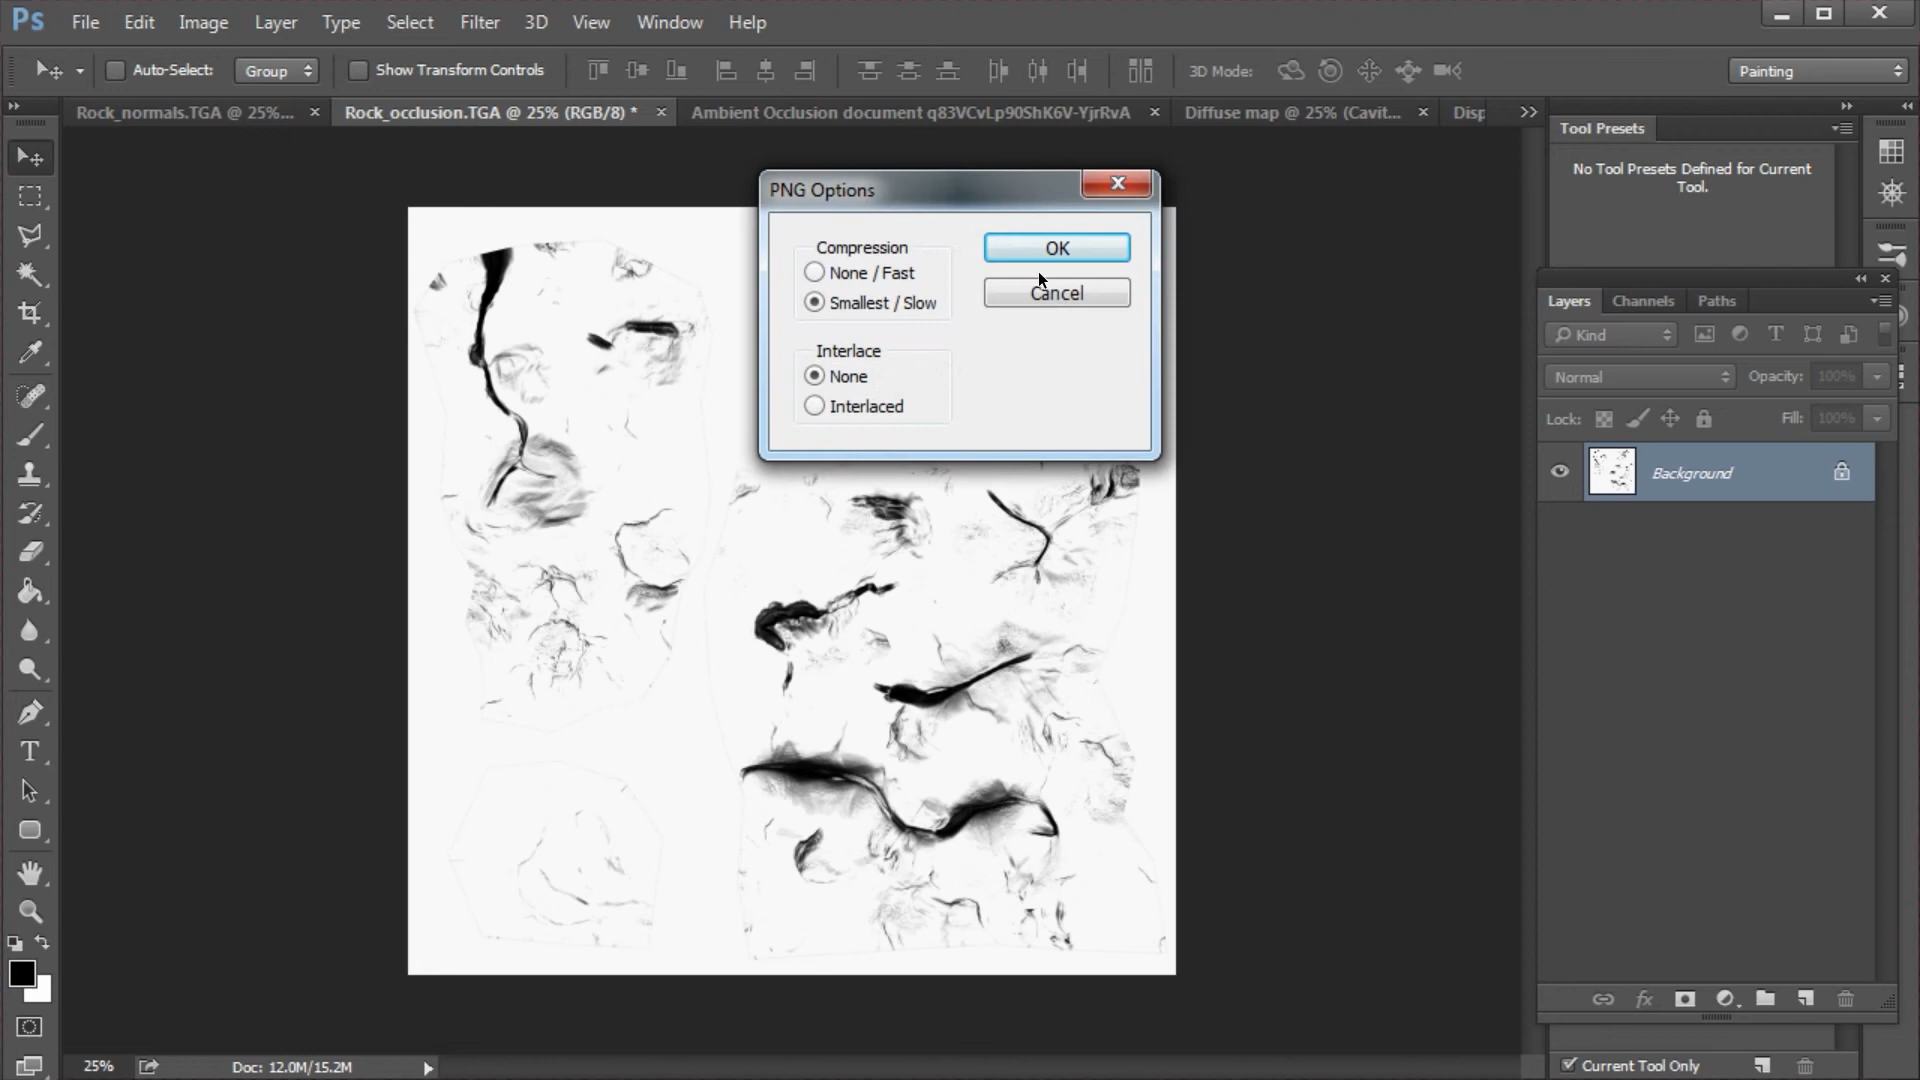 Ps File Edit Image Layer Type Select Filter 3D View Window Help
Auto-Select: Group Show Transform Controls 3D Mode: Painting
Rock_normals.TGA @ 25%... Rock_occlusion.TGA @ 25% (RGB/8) * Ambient Occlusion document q83VCvLp90ShK6V-YjrRvA Diffuse map @ 25% (Cavit... Disp
Tool Presets
No Tool Presets Defined for Current
Tool.
PNG Options
Compression
None / Fast
Smallest / Slow
OK
Cancel
Interlace
None
Interlaced
Layers Channels Paths
Kind
Normal Opacity: 100%
Lock: Fill: 100%
Background
25% Doc: 12.0M/15.2M
Current Tool Only